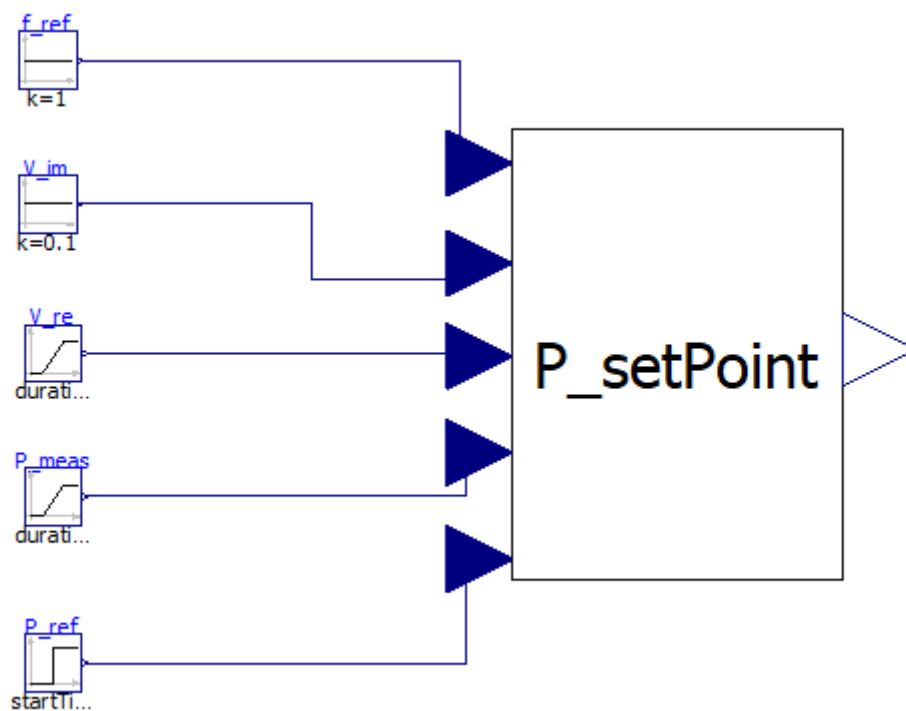 f_ref
k=1
V_im
k=0.1
V_re
durati...
P_setPoint
P_meas
durati...
P_ref
startTi...